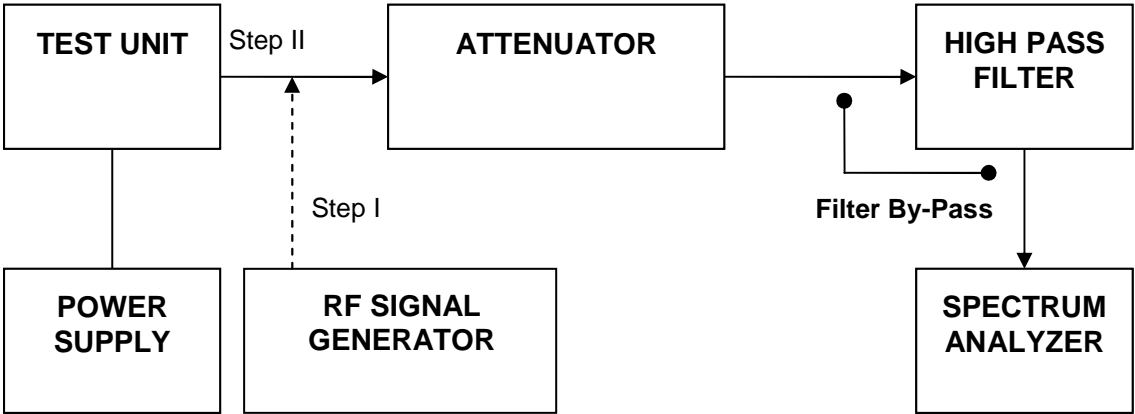 TEST UNIT
Step II
ATTENUATOR
HIGH PASS
FILTER
Step I
Filter By-Pass
POWER
SUPPLY
RF SIGNAL
GENERATOR
SPECTRUM
ANALYZER